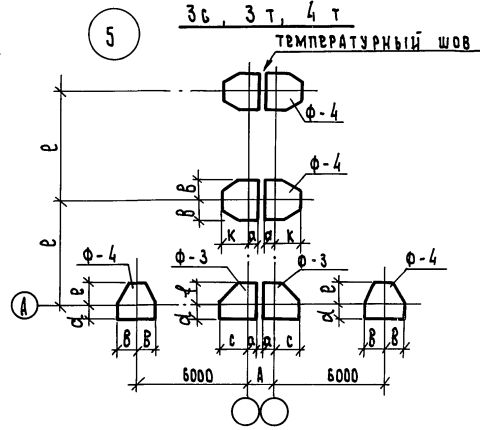 5
3с, 3т, 4т
ТЕМПЕРАТУРНЫЙ ШОВ
Ф-4
e
Ф-4
в
в
к а а к
e
Ф-4
Ф-3
Ф-3
Ф-4
e
f
e
А
d
d
d
в в
с а а с
в в
6000
А
6000